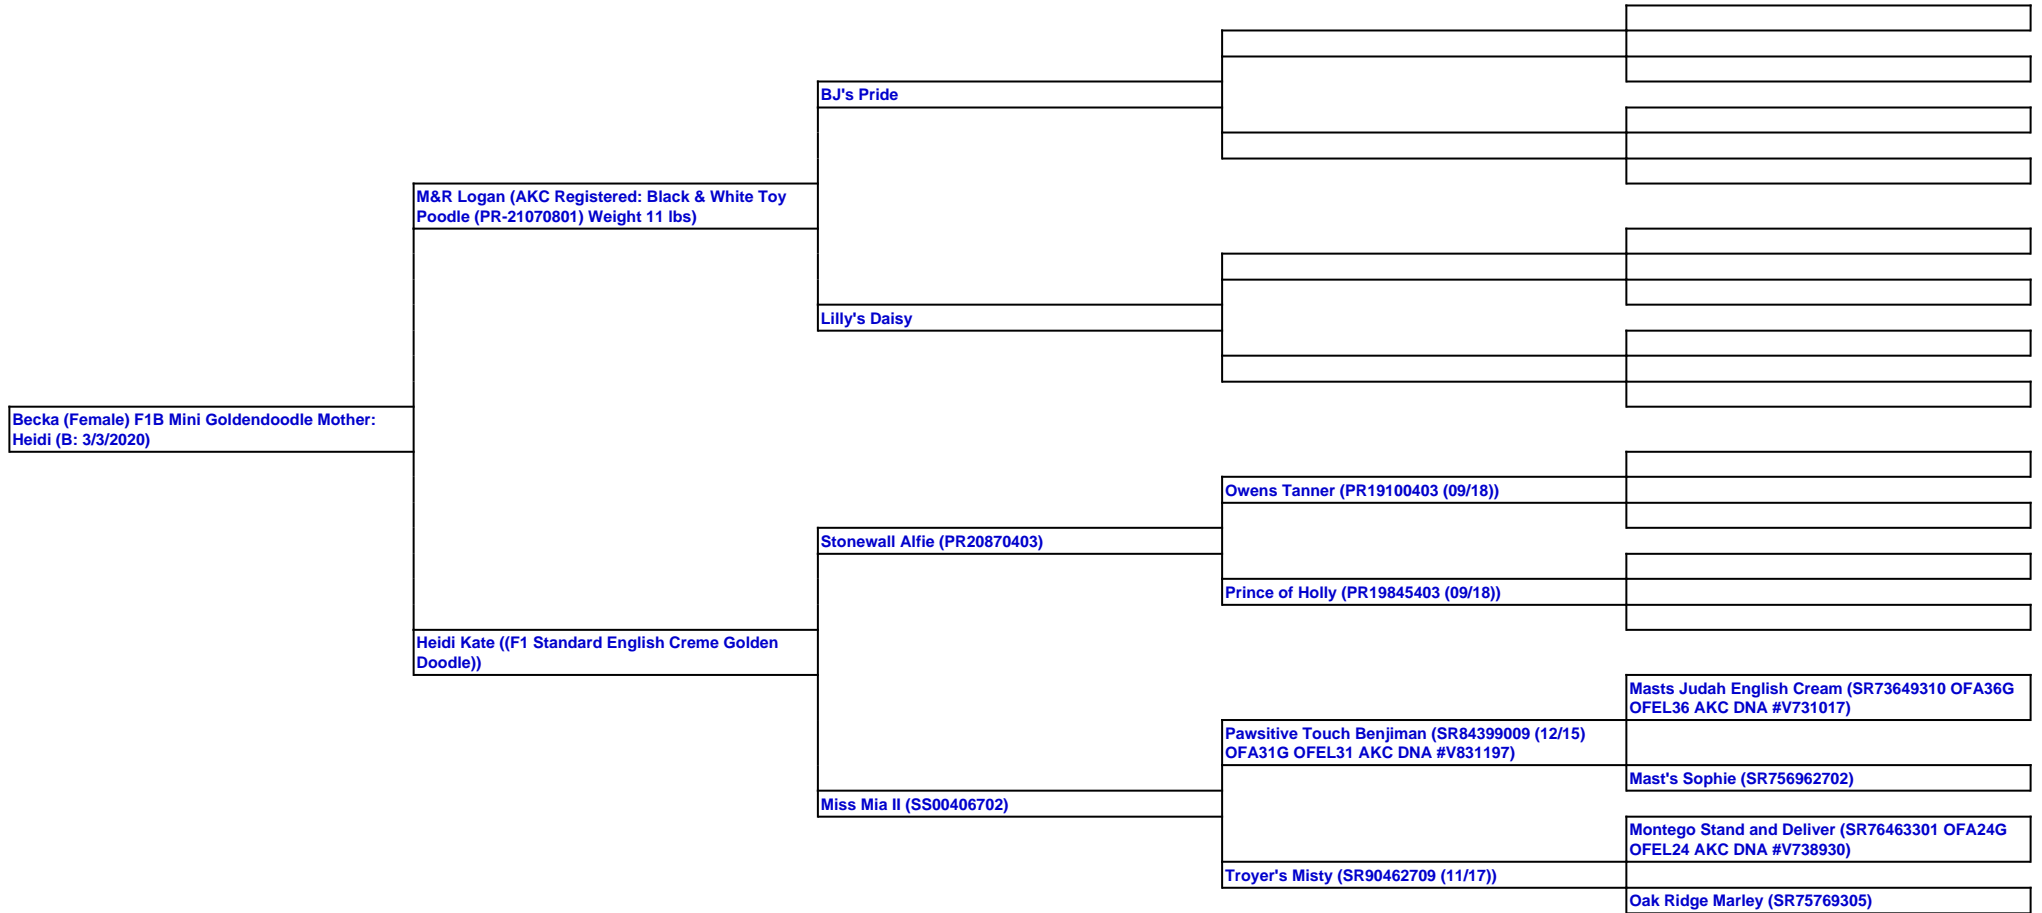 BJ's Pride
M&R Logan (AKC Registered: Black & White Toy
Poodle (PR-21070801) Weight 11 lbs)
Lilly's Daisy
Becka (Female) F1B Mini Goldendoodle Mother:
Heidi (B: 3/3/2020)
Owens Tanner (PR19100403 (09/18))
Stonewall Alfie (PR20870403)
Prince of Holly (PR19845403 (09/18))
Heidi Kate ((F1 Standard English Creme Golden
Doodle))
Masts Judah English Cream (SR73649310 OFA36G
OFEL36 AKC DNA #V731017)
Pawsitive Touch Benjiman (SR84399009 (12/15)
OFA31G OFEL31 AKC DNA #V831197)
Mast's Sophie (SR756962702)
Miss Mia II (SS00406702)
Montego Stand and Deliver (SR76463301 OFA24G
OFEL24 AKC DNA #V738930)
Troyer's Misty (SR90462709 (11/17))
Oak Ridge Marley (SR75769305)